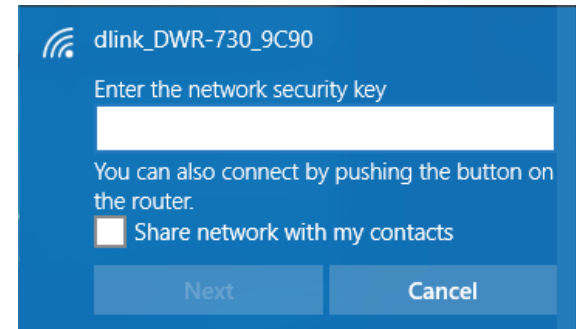 dlink_DWR-730_9C90
Enter the network security key
You can also connect by pushing the button on
the router.
Share network with my contacts
Next
Cancel